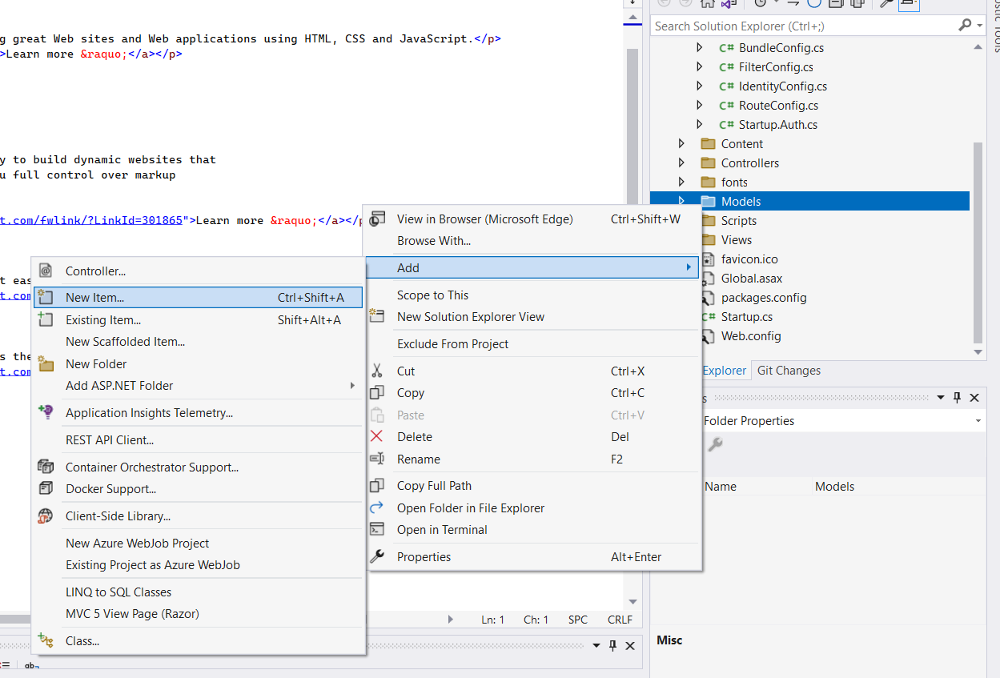 g great Web sites and Web applications using HTML, CSS and JavaScript.</p>
>Learn more &raquo;</a></p>
y to build dynamic websites that
u full control over markup
t.com/fwlink/?LinkId=301865">Learn more &raquo;</a></p
t eas
t.com
s the
t.com
Ln: 1 Ch: 1 SPC CRLF
Search Solution Explorer (Ctrl+;)
C# BundleConfig.cs
C# FilterConfig.cs
C# IdentityConfig.cs
C# RouteConfig.cs
C# Startup.Auth.cs
Content
Controllers
fonts
Models
Scripts
Views
favicon.ico
Global.asax
packages.config
C# Startup.cs
Web.config
Explorer Git Changes
s
Folder Properties
Name Models
Misc
View in Browser (Microsoft Edge) Ctrl+Shift+W
Browse With...
Add
Scope to This
New Solution Explorer View
Exclude From Project
Cut Ctrl+X
Copy Ctrl+C
Paste Ctrl+V
Delete Del
Rename F2
Copy Full Path
Open Folder in File Explorer
Open in Terminal
Properties Alt+Enter
Controller...
New Item... Ctrl+Shift+A
Existing Item... Shift+Alt+A
New Scaffolded Item...
New Folder
Add ASP.NET Folder
Application Insights Telemetry...
REST API Client...
Container Orchestrator Support...
Docker Support...
Client-Side Library...
New Azure WebJob Project
Existing Project as Azure WebJob
LINQ to SQL Classes
MVC 5 View Page (Razor)
Class...
ab